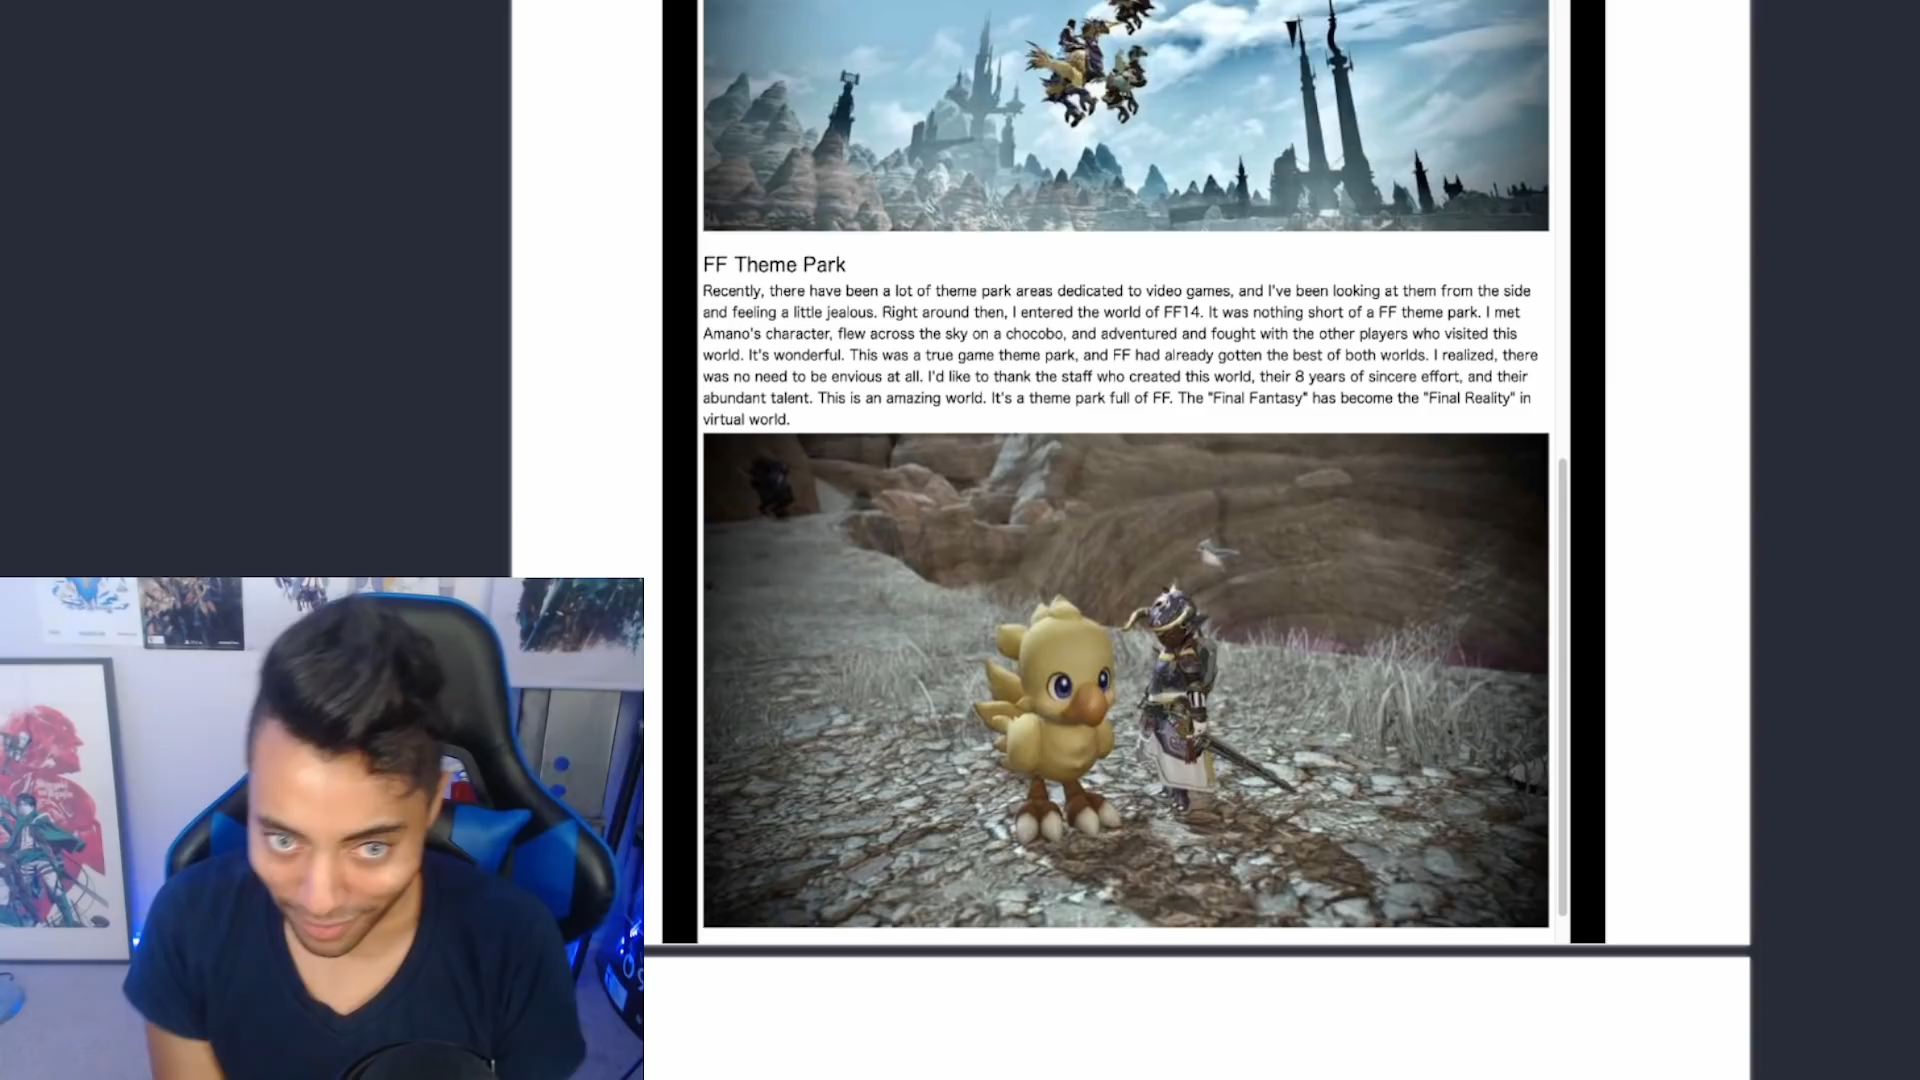 FF Theme Park
Recently, there have been a lot of theme park areas dedicated to video games, and I've been looking at them from the side
and feeling a little jealous. Right around then, I entered the world of FF14. It was nothing short of a FF theme park. I met
Amano's character, flew across the sky on a chocobo, and adventured and fought with the other players who visited this
world. It's wonderful. This was a true game theme park, and FF had already gotten the best of both worlds. I realized, there
was no need to be envious at all. I'd like to thank the staff who created this world, their 8 years of sincere effort, and their
abundant talent. This is an amazing world. It's a theme park full of FF. The "Final Fantasy" has become the "Final Reality" in
virtual world.